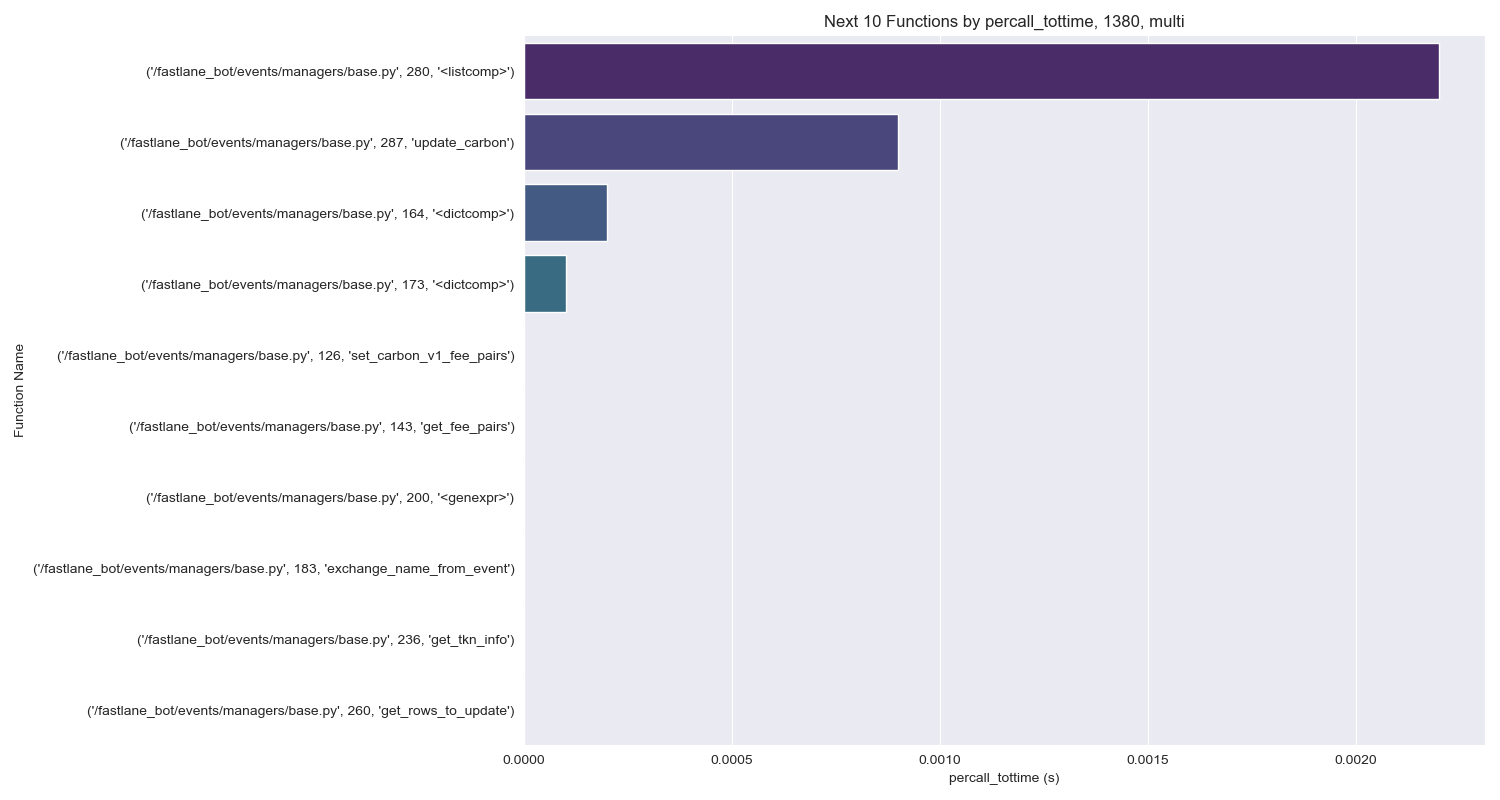 Next 10 Functions by percall_tottime, 1380, multi
('/fastlane_bot/events/managers/base.py', 280, '<listcomp>')
('/fastlane_bot/events/managers/base.py', 287, 'update_carbon')
('/fastlane_bot/events/managers/base.py', 164, '<dictcomp>')
('/fastlane_bot/events/managers/base.py', 173, '<dictcomp>')
('/fastlane_bot/events/managers/base.py', 126, 'set_carbon_v1_fee_pairs')
('/fastlane_bot/events/managers/base.py', 143, 'get_fee_pairs')
('/fastlane_bot/events/managers/base.py', 200, '<genexpr>')
('/fastlane_bot/events/managers/base.py', 183, 'exchange_name_from_event')
('/fastlane_bot/events/managers/base.py', 236, 'get_tkn_info')
('/fastlane_bot/events/managers/base.py', 260, 'get_rows_to_update')
Function Name
0.0000 0.0005 0.0010 0.0015 0.0020
percall_tottime (s)